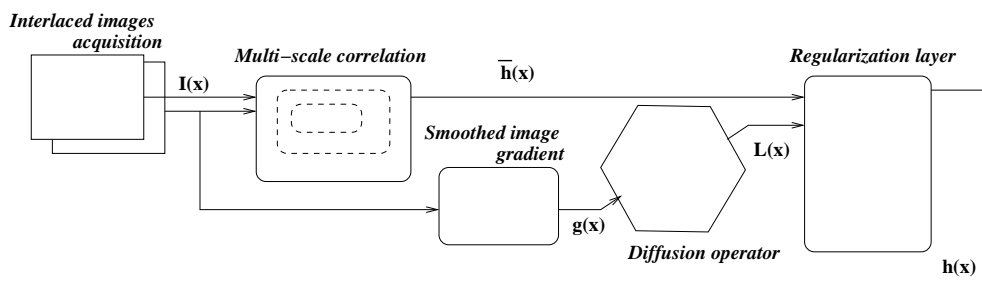 Interlaced images
acquisition
Multi−scale correlation
I(x)
h̅(x)
Regularization layer
Smoothed image
gradient
L(x)
g(x)
Diffusion operator
h(x)